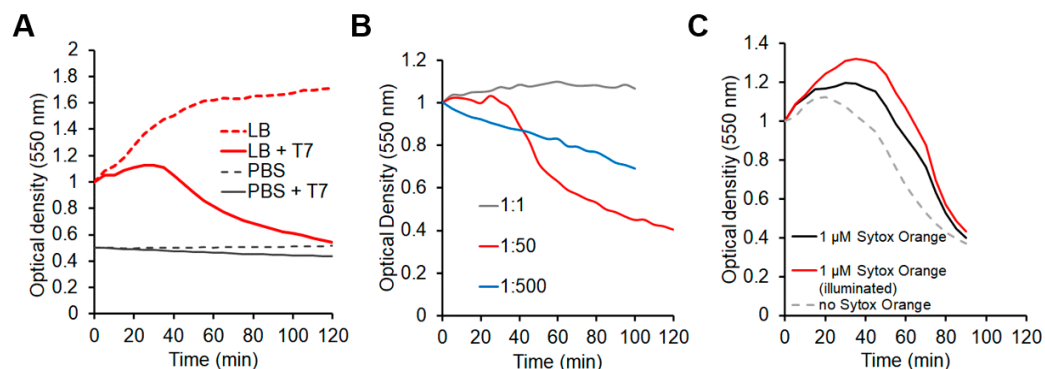 A
Optical density (550 nm)
2
1.8
1.6
1.4
1.2
1
0.8
0.6
0.4
0.2
0
LB
LB + T7
PBS
PBS + T7
0 20 40 60 80 100 120
Time (min)
B
Optical Density (550 nm)
1.2
1
0.8
0.6
0.4
0.2
0
1:1
1:50
1:500
0 20 40 60 80 100 120
Time (min)
C
Optical densitiy (550 nm)
1.4
1.2
1
0.8
0.6
0.4
0.2
0
1 µM Sytox Orange
1 µM Sytox Orange
(illuminated)
no Sytox Orange
0 20 40 60 80 100 120
Time (min)